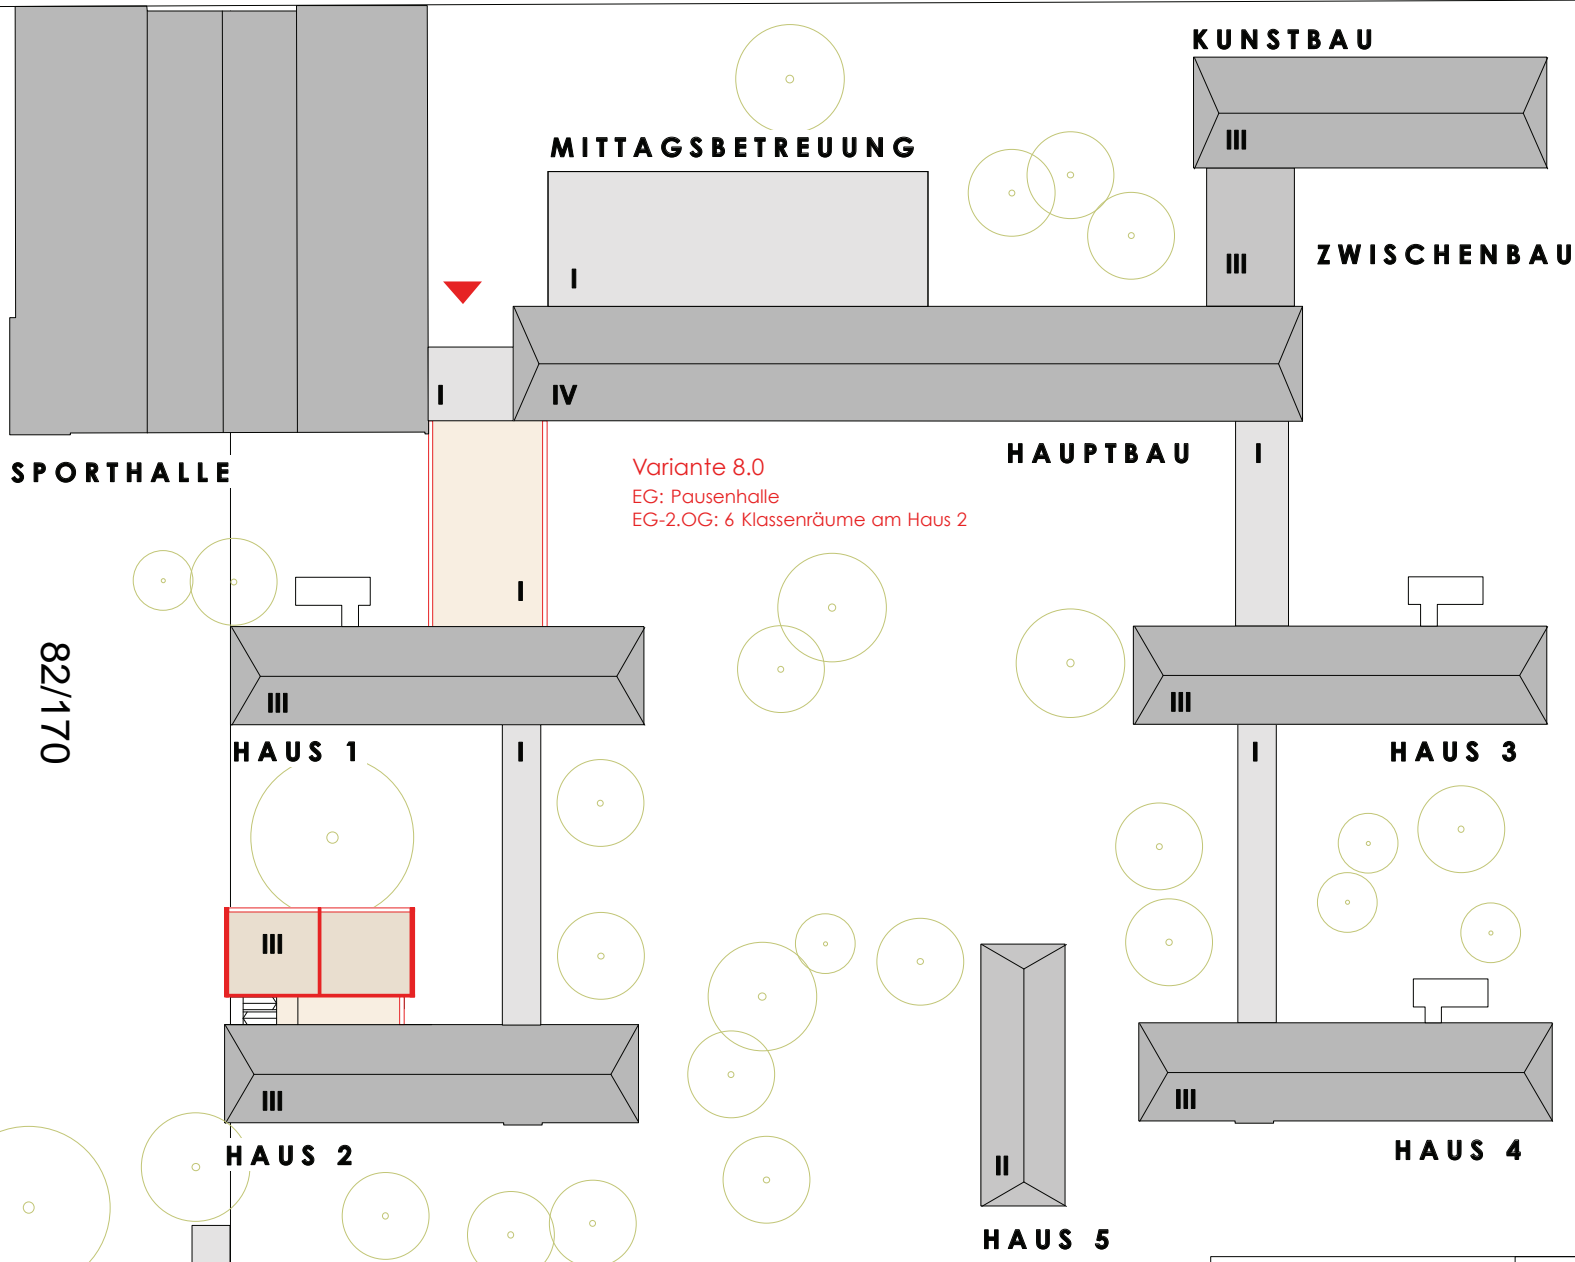 KUNSTBAU
MITTAGSBETREUUNG
III
ZWISCHENBAU
III
I
I
IV
HAUPTBAU
I
SPORTHALLE
Variante 8.0
EG: Pausenhalle
EG-2.OG: 6 Klassenräume am Haus 2
I
82/170
III
III
HAUS 1
I
I
HAUS 3
III
III
III
HAUS 2
HAUS 4
II
HAUS 5